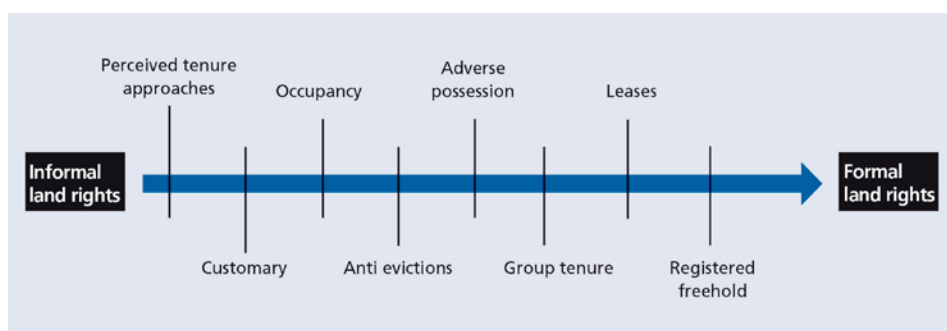 Perceived tenure
approaches
Occupancy
Adverse
possession
Leases
Informal
land rights
Formal
land rights
Customary
Anti evictions
Group tenure
Registered
freehold